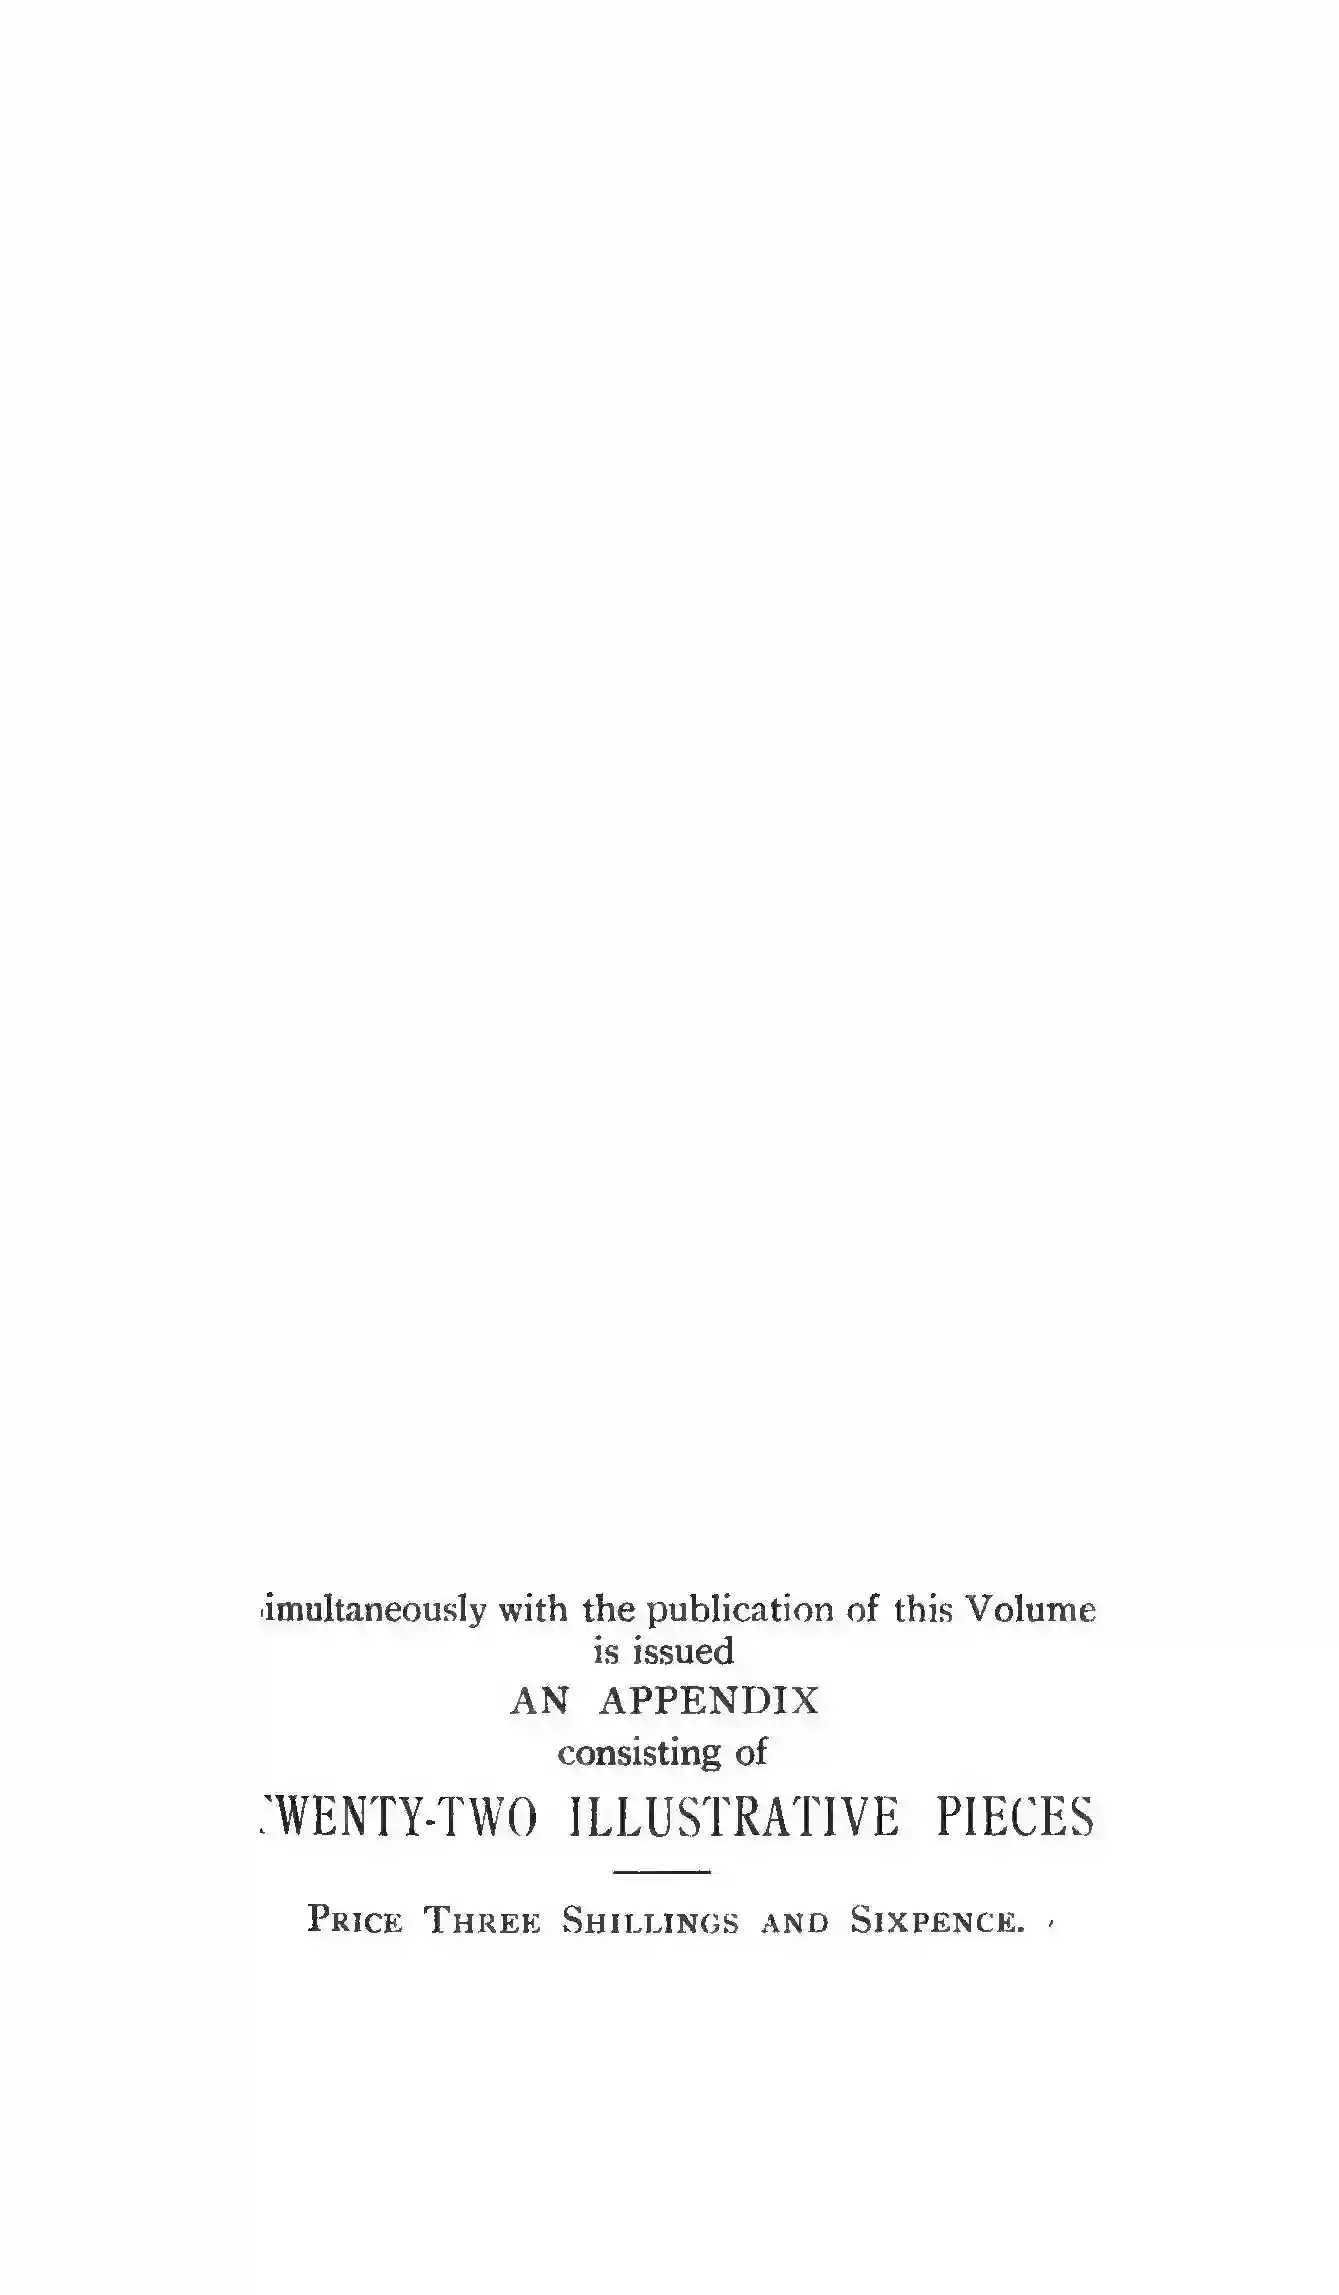 imultaneously with the publication of this Volume
is issued
AN APPENDIX
consisting of
WENTY-TWO ILLUSTRATIVE PIECES
PRICE THREE SHILLINGS AND SIXPENCE.